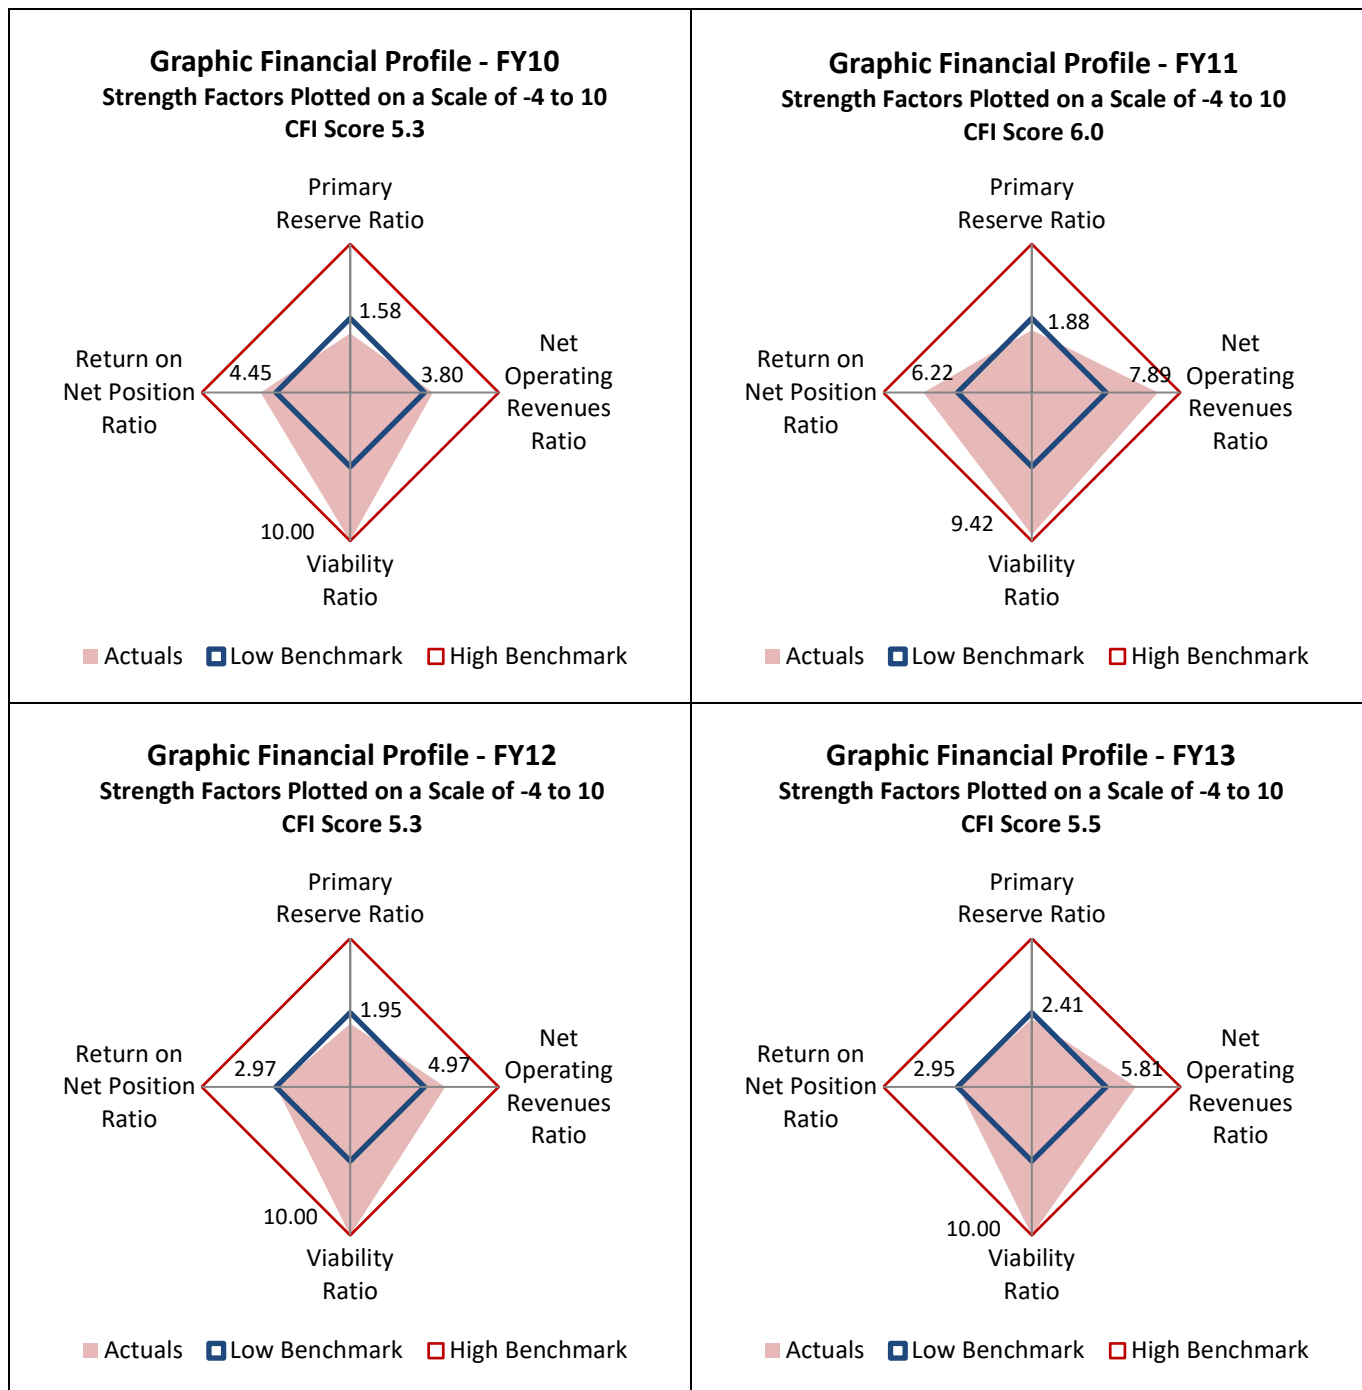 Graphic Financial Profile - FY10
Strength Factors Plotted on a Scale of -4 to 10
CFI Score 5.3
Primary
Reserve Ratio
1.58
Net
Operating
Revenues
Ratio
3.80
Return on
Net Position
Ratio
4.45
10.00
Viability
Ratio
Actuals Low Benchmark High Benchmark
Graphic Financial Profile - FY11
Strength Factors Plotted on a Scale of -4 to 10
CFI Score 6.0
Primary
Reserve Ratio
1.88
Net
Operating
Revenues
Ratio
7.89
Return on
Net Position
Ratio
6.22
9.42
Viability
Ratio
Actuals Low Benchmark High Benchmark
Graphic Financial Profile - FY12
Strength Factors Plotted on a Scale of -4 to 10
CFI Score 5.3
Primary
Reserve Ratio
1.95
Net
Operating
Revenues
Ratio
4.97
Return on
Net Position
Ratio
2.97
10.00
Viability
Ratio
Actuals Low Benchmark High Benchmark
Graphic Financial Profile - FY13
Strength Factors Plotted on a Scale of -4 to 10
CFI Score 5.5
Primary
Reserve Ratio
2.41
Net
Operating
Revenues
Ratio
5.81
Return on
Net Position
Ratio
2.95
10.00
Viability
Ratio
Actuals Low Benchmark High Benchmark